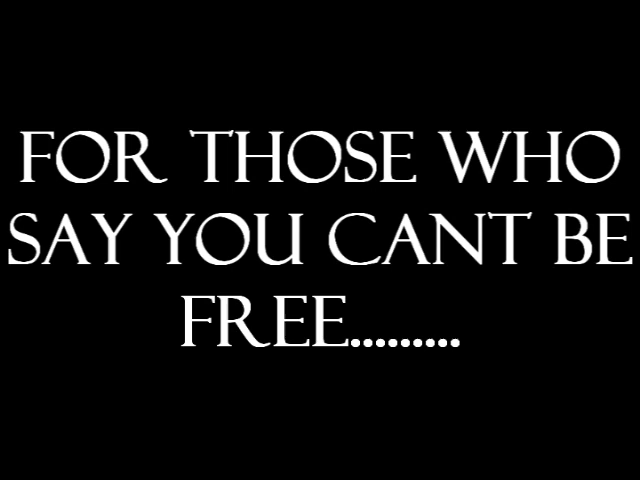 FOR THOSE WHO
SAY YOU CANT BE
FREE.........